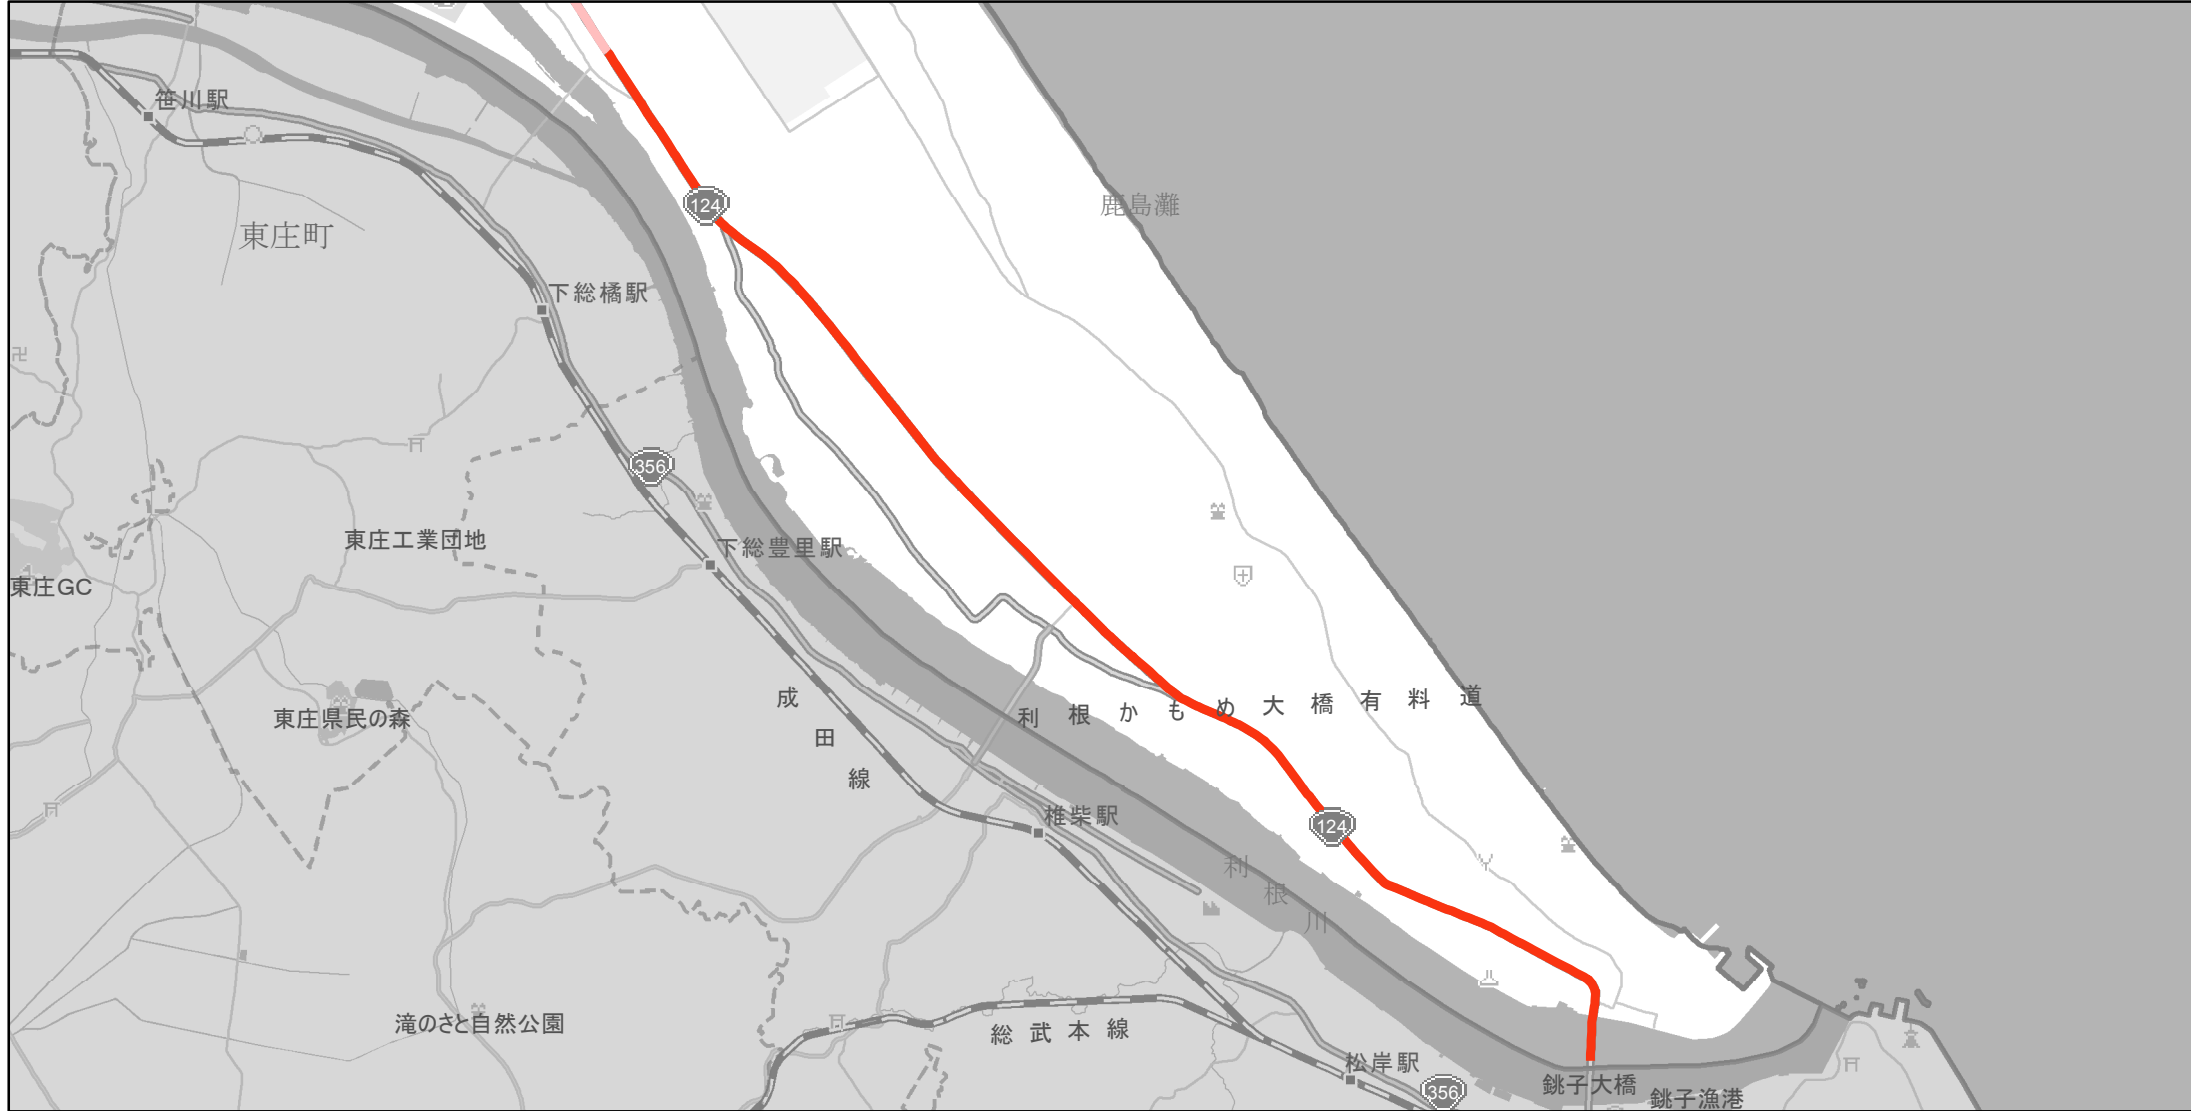 笹川駅
124
鹿島灘
東庄町
下総橘駅
356
東庄工業団地
下総豊里駅
東庄GC
成田線
利根かもめ大橋有料道
東庄県民の森
椎柴駅
124
利根川
滝のさと自然公園
総武本線
松岸駅
356
銚子大橋
銚子漁港